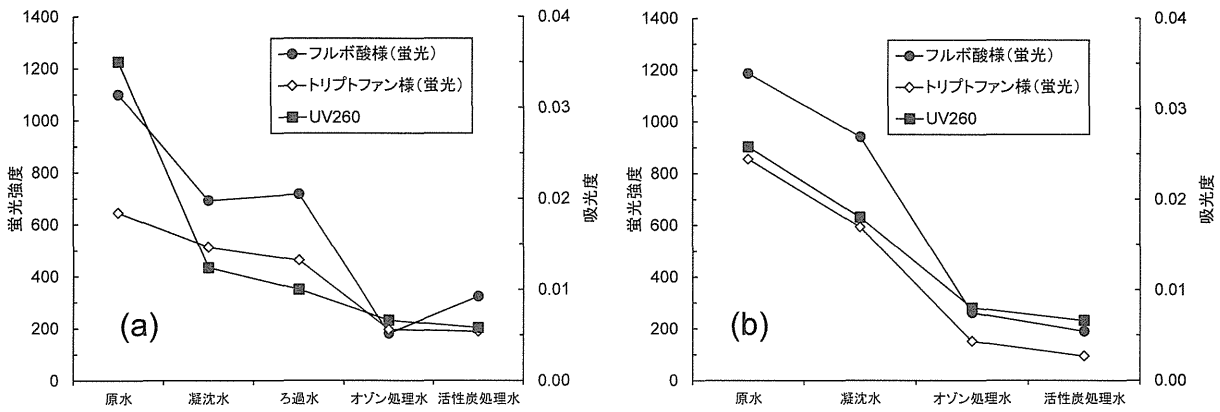 1400
1200
1000
800
600
400
200
0
蛍光強度
0.04
0.03
0.02
0.01
0.00
吸光度
フルボ酸様(蛍光)
トリプトファン様(蛍光)
UV260
(a)
原水 凝沈水 ろ過水 オゾン処理水 活性炭処理水
1400
1200
1000
800
600
400
200
0
蛍光強度
0.04
0.03
0.02
0.01
0.00
吸光度
フルボ酸様(蛍光)
トリプトファン様(蛍光)
UV260
(b)
原水 凝沈水 オゾン処理水 活性炭処理水